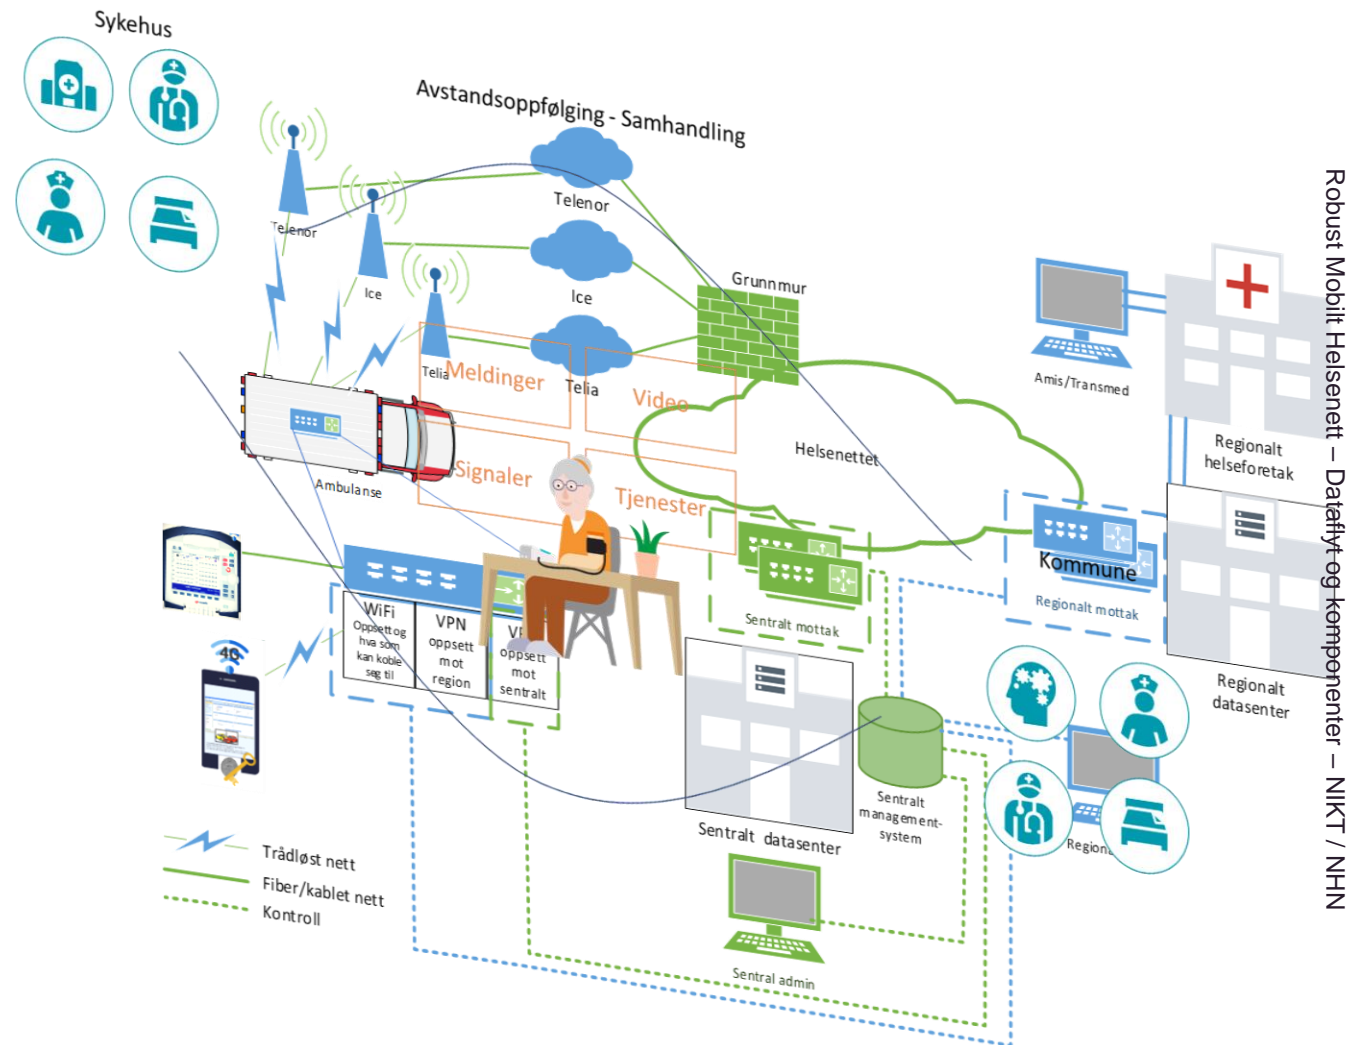 Sykehus
Avstandsoppfølging - Samhandling
Telenor
Ice
Telia
Telenor
Ice
Telia
Grunnmur
Meldinger
Video
Signaler
Tjenester
Helsenettet
Ambulanse
Amis/Transmed
Regionalt
helseforetak
Kommune
Regionalt mottak
Sentralt mottak
Regionalt
datasenter
WiFi
Oppsett og
hva som
kan koble
seg til
VPN
oppsett
mot
region
oppsett
mot
sentralt
4G
Sentralt
management-
system
Sentralt datasenter
Sentral admin
Trådløst nett
Fiber/kablet nett
Kontroll
Robust Mobilt Helsenett – Dataflyt og komponenter – NIKT / NHN